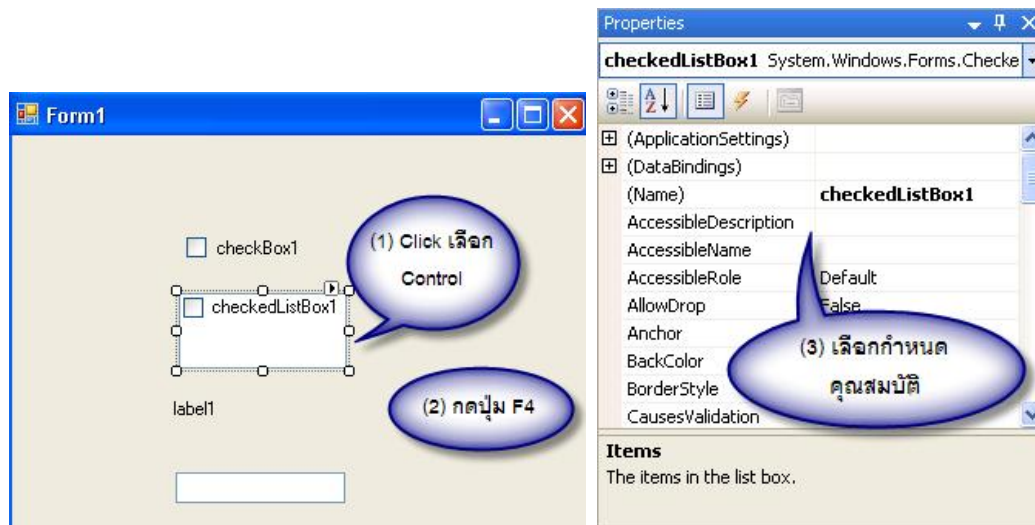 Form1
checkBox1
(1) Click เลือก
Control
checkedListBox1
label1
(2) กดปุ่ม F4
Properties
checkedListBox1 System.Windows.Forms.Checke
(ApplicationSettings)
(DataBindings)
(Name) checkedListBox1
AccessibleDescription
AccessibleName
AccessibleRole Default
AllowDrop False
Anchor
BackColor
BorderStyle
CausesValidation
(3) เลือกกำหนด
คุณสมบัติ
Items
The items in the list box.